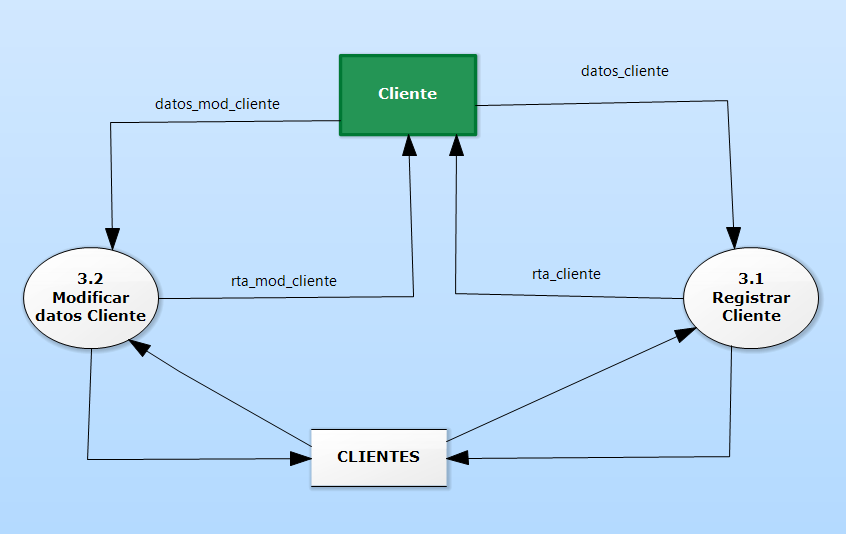 datos_cliente
Cliente
datos_mod_cliente
3.2
Modificar
datos Cliente
rta_mod_cliente
rta_cliente
3.1
Registrar
Cliente
CLIENTES